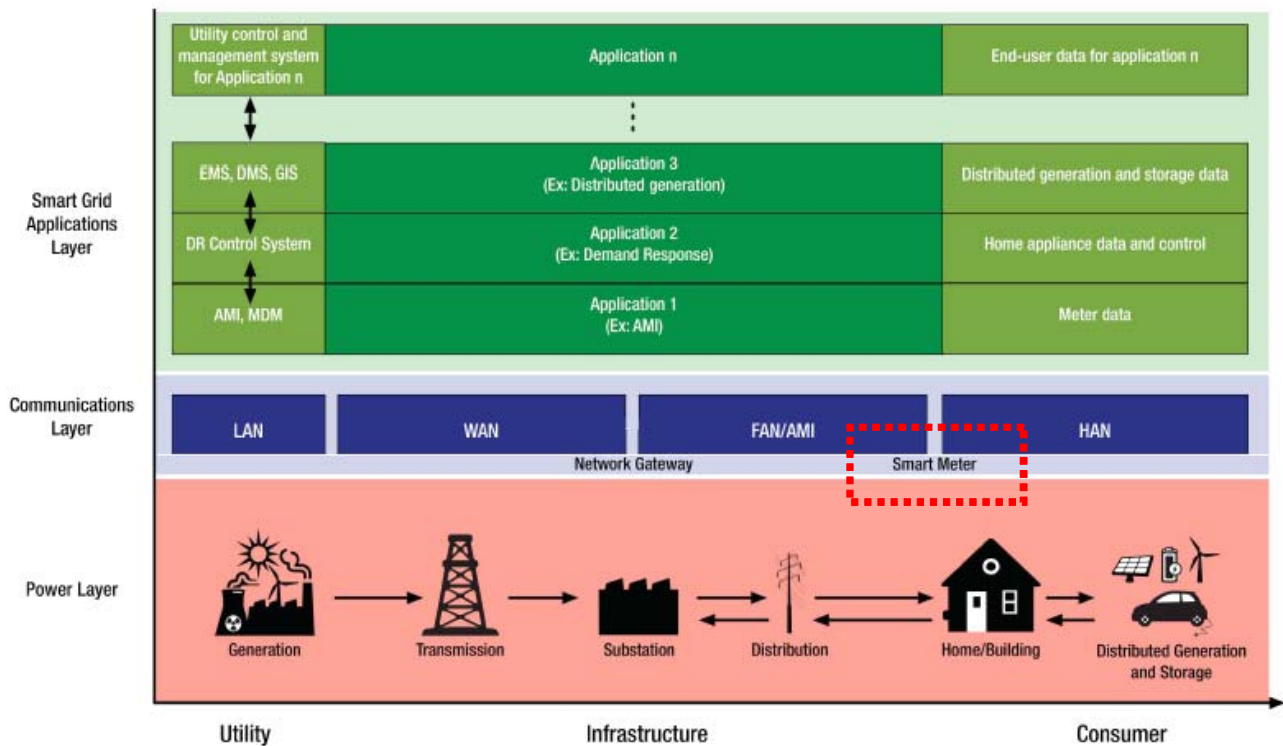 Utility control and
management system
for Application n
Application n
End-user data for application n
Smart Grid
Applications
Layer
EMS, DMS, GIS
Application 3
(Ex: Distributed generation)
Distributed generation and storage data
DR Control System
Application 2
(Ex: Demand Response)
Home appliance data and control
AMI, MDM
Application 1
(Ex: AMI)
Meter data
Communications
Layer
LAN
WAN
FAN/AMI
HAN
Network Gateway
Smart Meter
Power Layer
Generation
Transmission
Substation
Distribution
Home/Building
Distributed Generation
and Storage
Utility
Infrastructure
Consumer